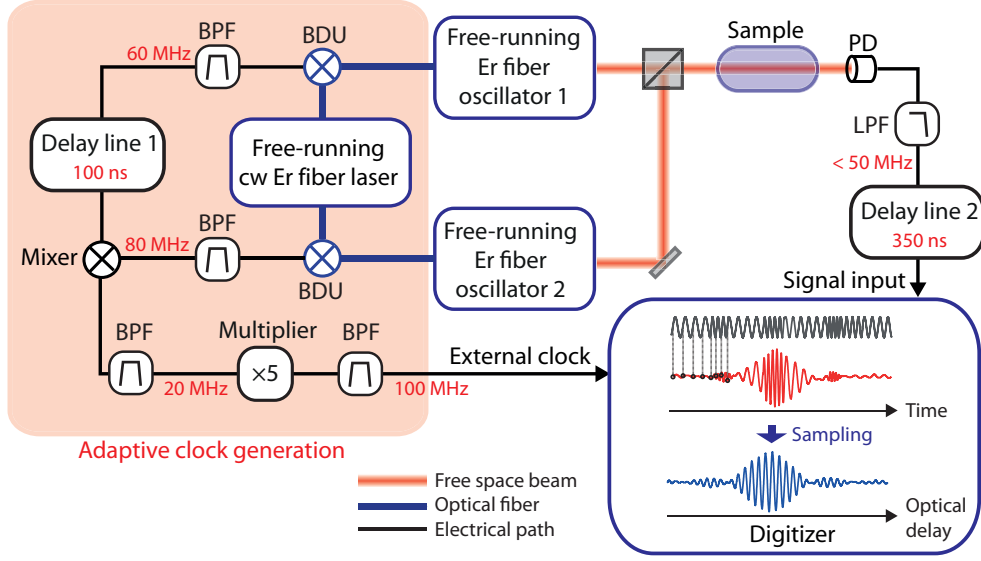 BPF
60 MHz
BDU
Free-running
Er fiber
oscillator 1
Sample
PD
Delay line 1
100 ns
Free-running
cw Er fiber laser
LPF
< 50 MHz
Delay line 2
350 ns
Mixer
80 MHz
BPF
BDU
Free-running
Er fiber
oscillator 2
Signal input
BPF
20 MHz
Multiplier
×5
BPF
100 MHz
External clock
Time
Sampling
Optical
delay
Digitizer
Adaptive clock generation
Free space beam
Optical fiber
Electrical path